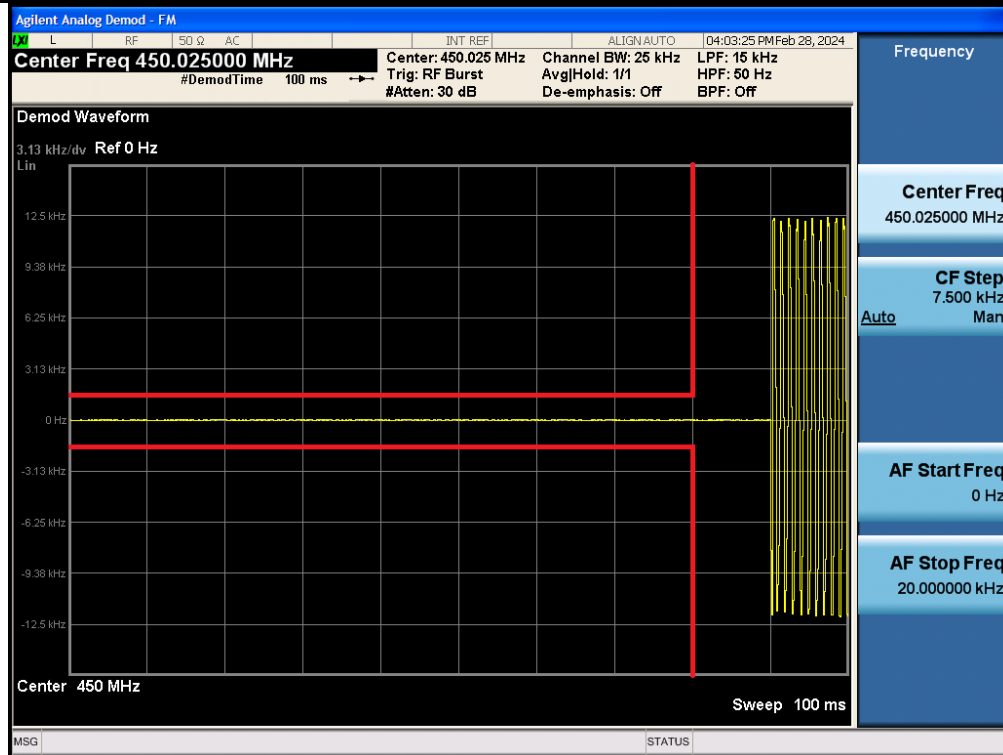 Agilent Analog Demod - FM
LXI L RF 50 Ω AC INT REF ALIGN AUTO 04:03:25 PM Feb 28, 2024
Center Freq 450.025000 MHz
#DemodTime 100 ms
Center: 450.025 MHz
Trig: RF Burst
#Atten: 30 dB
Channel BW: 25 kHz
Avg|Hold: 1/1
De-emphasis: Off
LPF: 15 kHz
HPF: 50 Hz
BPF: Off
Demod Waveform
3.13 kHz/dv Ref 0 Hz
Lin
12.5 kHz
9.38 kHz
6.25 kHz
3.13 kHz
0 Hz
-3.13 kHz
-6.25 kHz
-9.38 kHz
-12.5 kHz
Center 450 MHz
Sweep 100 ms
MSG STATUS
Frequency
Center Freq
450.025000 MHz
CF Step
7.500 kHz
Auto Man
AF Start Freq
0 Hz
AF Stop Freq
20.000000 kHz